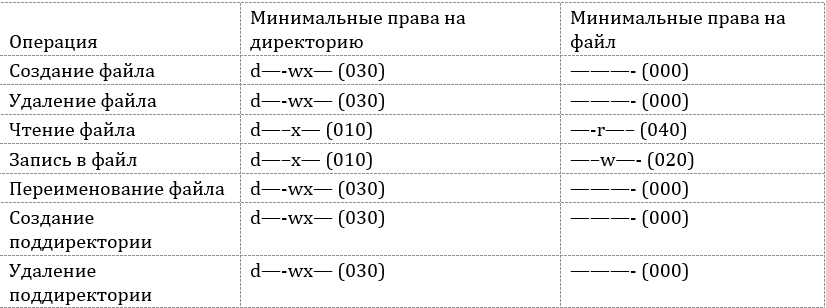 Операция Минимальные права на директорию Минимальные права на файл
Создание файла d—-wx— (030) ———- (000)
Удаление файла d—-wx— (030) ———- (000)
Чтение файла d—–x— (010) —-r—– (040)
Запись в файл d—–x— (010) —–w—- (020)
Переименование файла d—-wx— (030) ———- (000)
Создание поддиректории d—-wx— (030) ———- (000)
Удаление поддиректории d—-wx— (030) ———- (000)